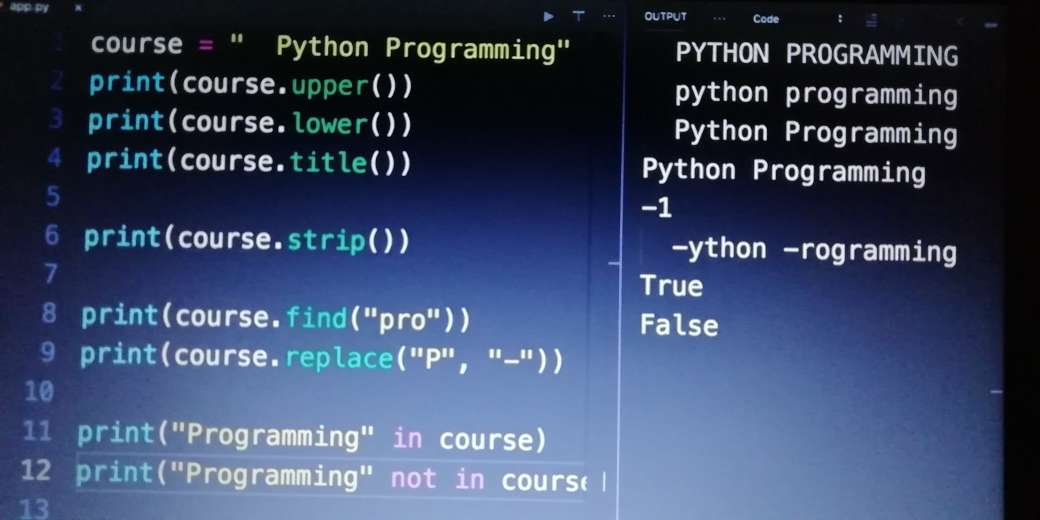 app.py ×
1 course = "  Python Programming"
2 print(course.upper())
3 print(course.lower())
4 print(course.title())
5
6 print(course.strip())
7
8 print(course.find("pro"))
9 print(course.replace("P", "-"))
10
11 print("Programming" in course)
12 print("Programming" not in course
13
OUTPUT ... Code
  PYTHON PROGRAMMING
  python programming
  Python Programming
Python Programming
-1
  -ython -rogramming
True
False